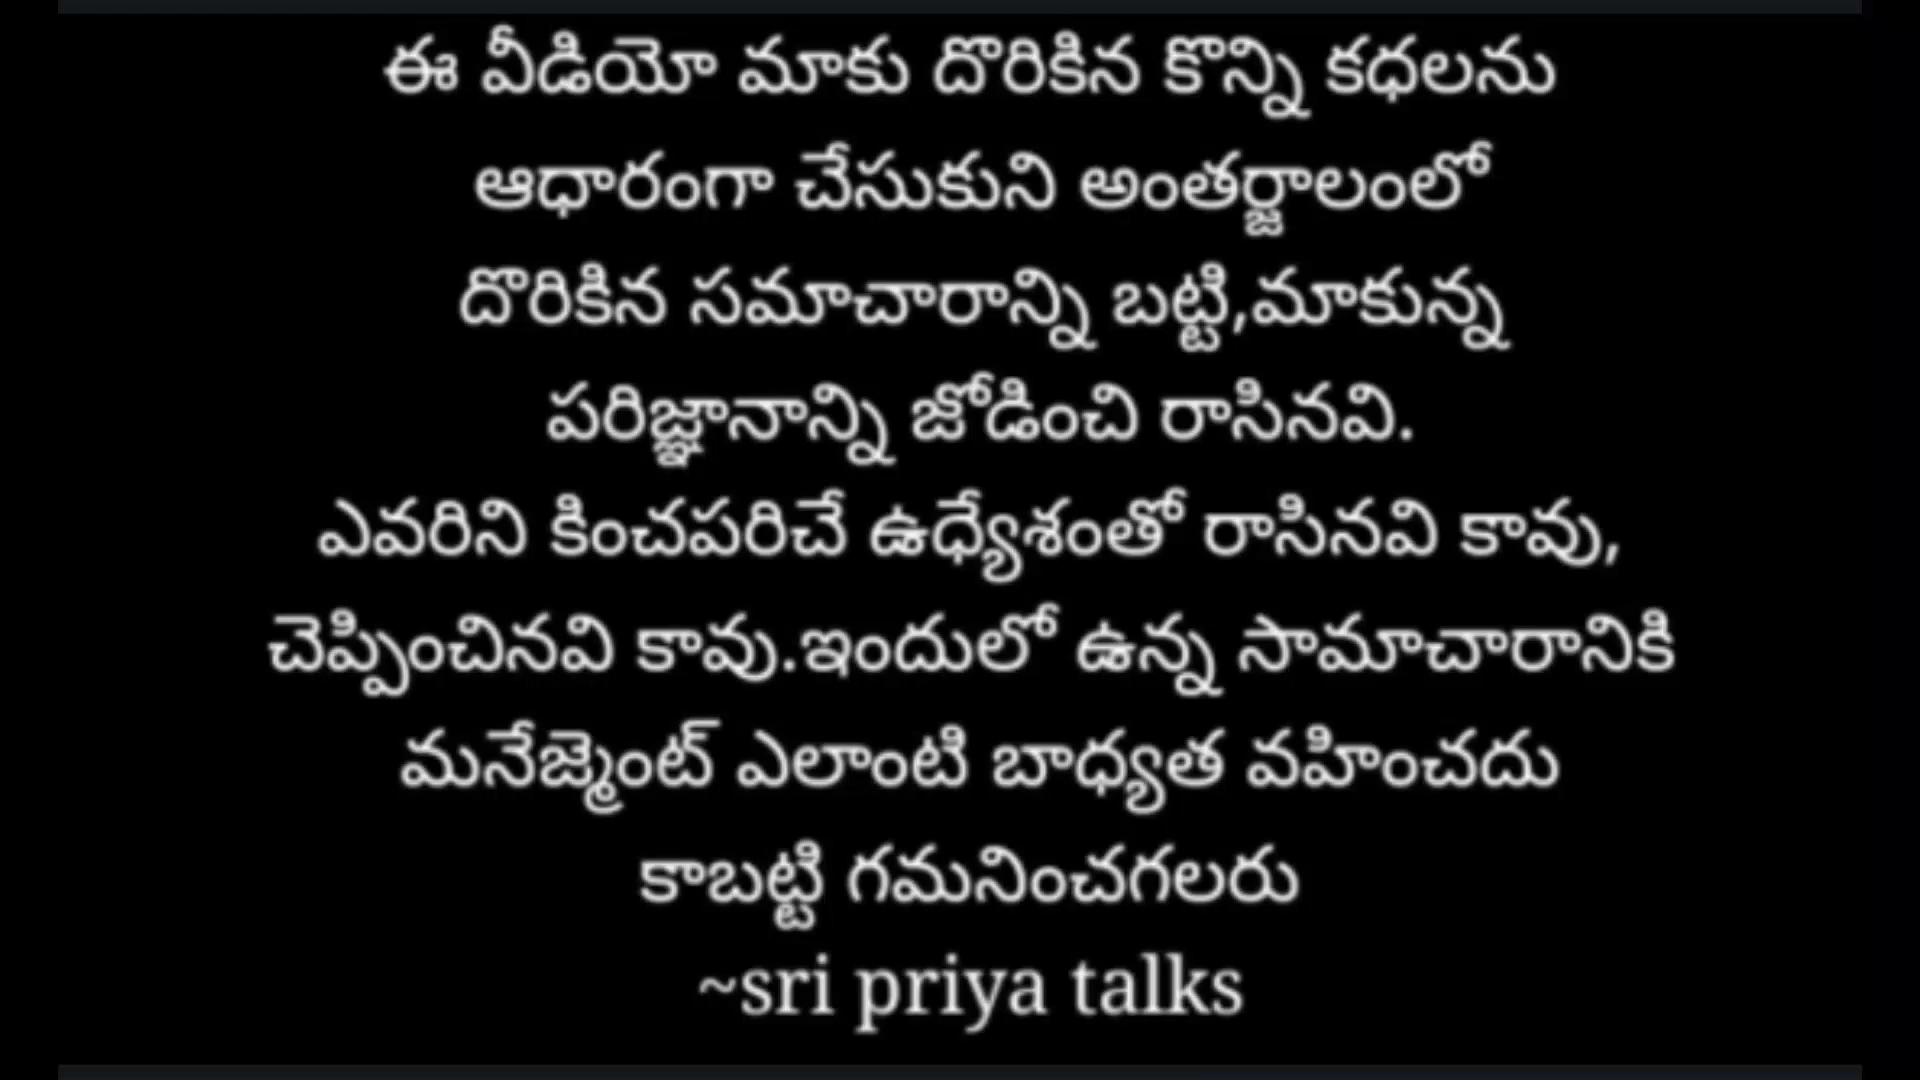 ఈ వీడియో మాకు దొరికిన కొన్ని కధలను
ఆధారంగా చేసుకుని అంతర్జాలంలో
దొరికిన సమాచారాన్ని బట్టి,మాకున్న
పరిజ్ఞానాన్ని జోడించి రాసినవి.
ఎవరిని కించపరిచే ఉధ్యేశంతో రాసినవి కావు,
చెప్పించినవి కావు.ఇందులో ఉన్న సామాచారానికి
మనేజ్మెంట్ ఎలాంటి బాధ్యత వహించదు
కాబట్టి గమనించగలరు
~sri priya talks